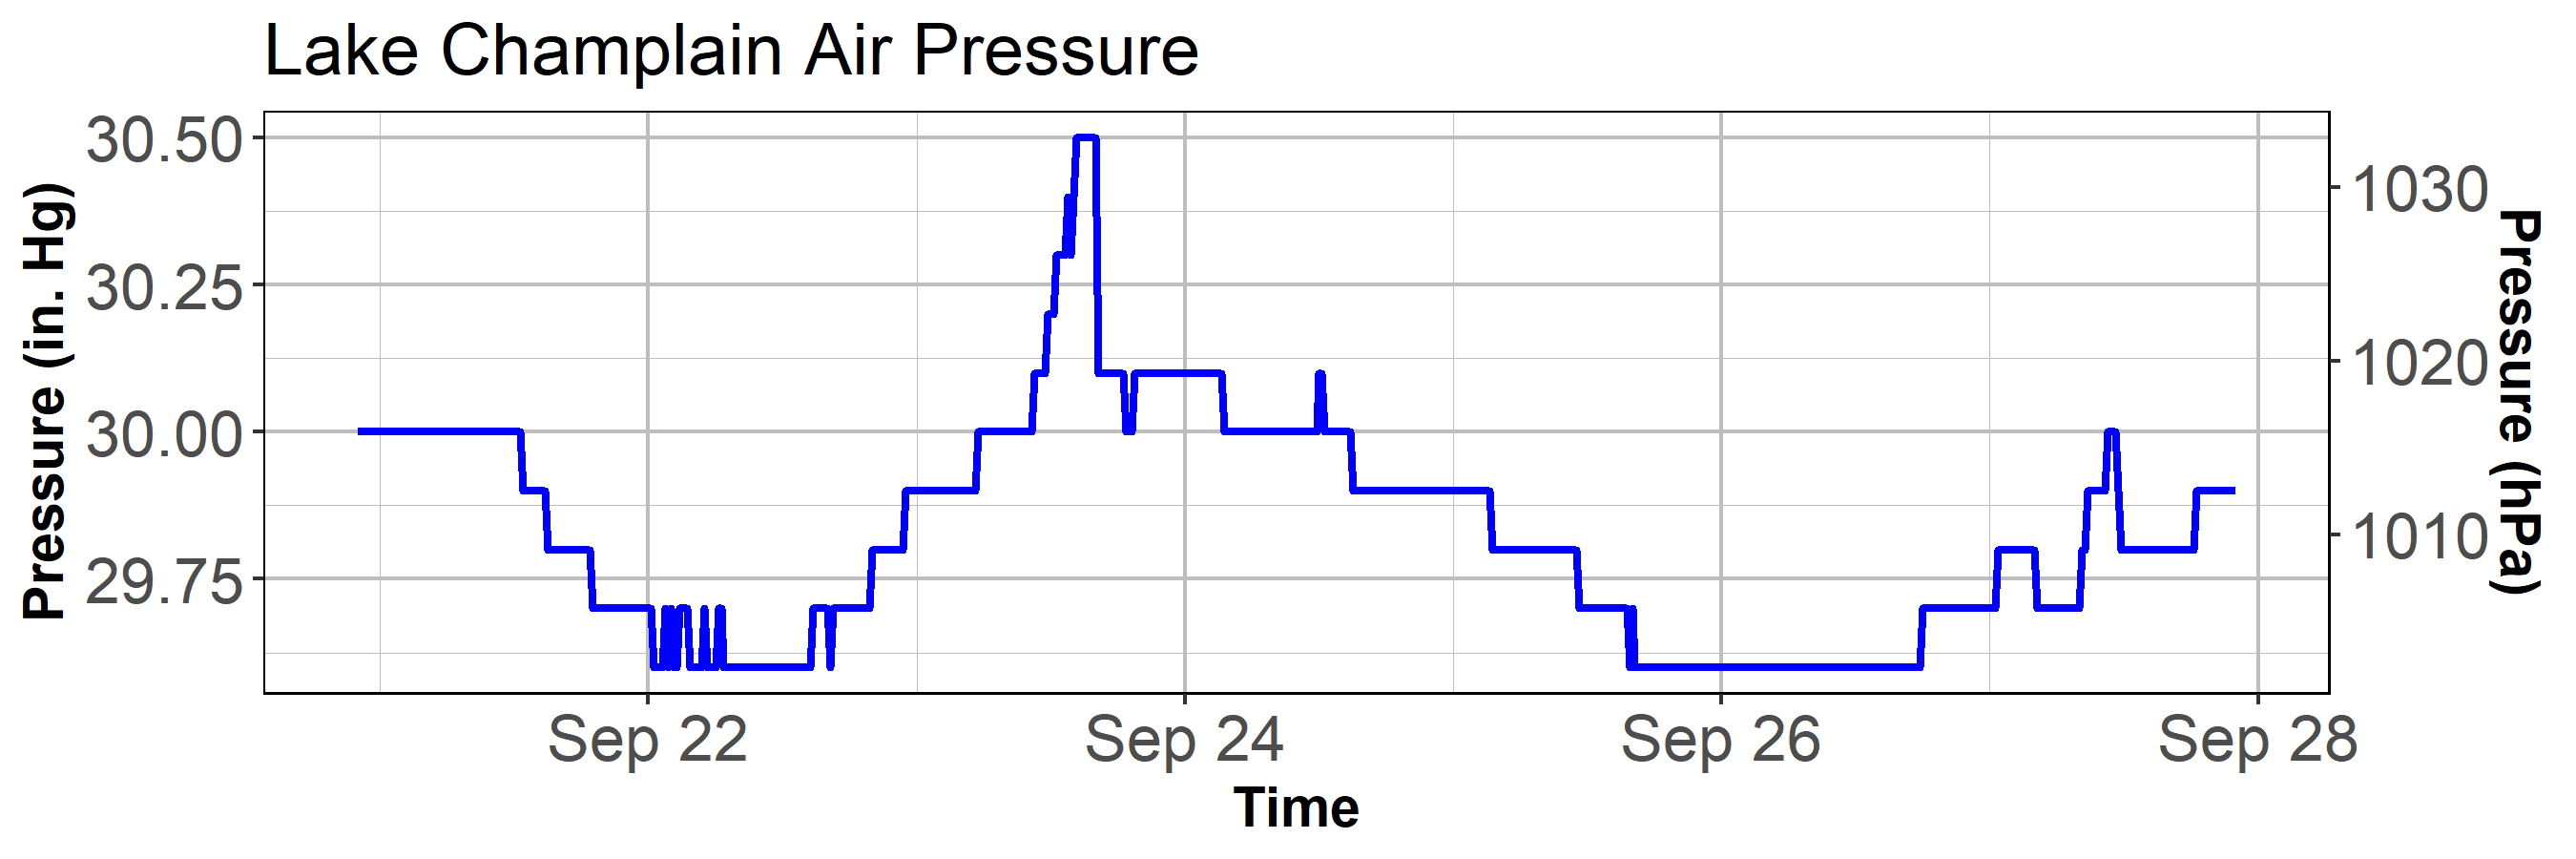 Lake Champlain Air Pressure
Pressure (in. Hg)
30.50
30.25
30.00
29.75
1030
1020
1010
Pressure (hPa)
Sep 22
Sep 24
Sep 26
Sep 28
Time